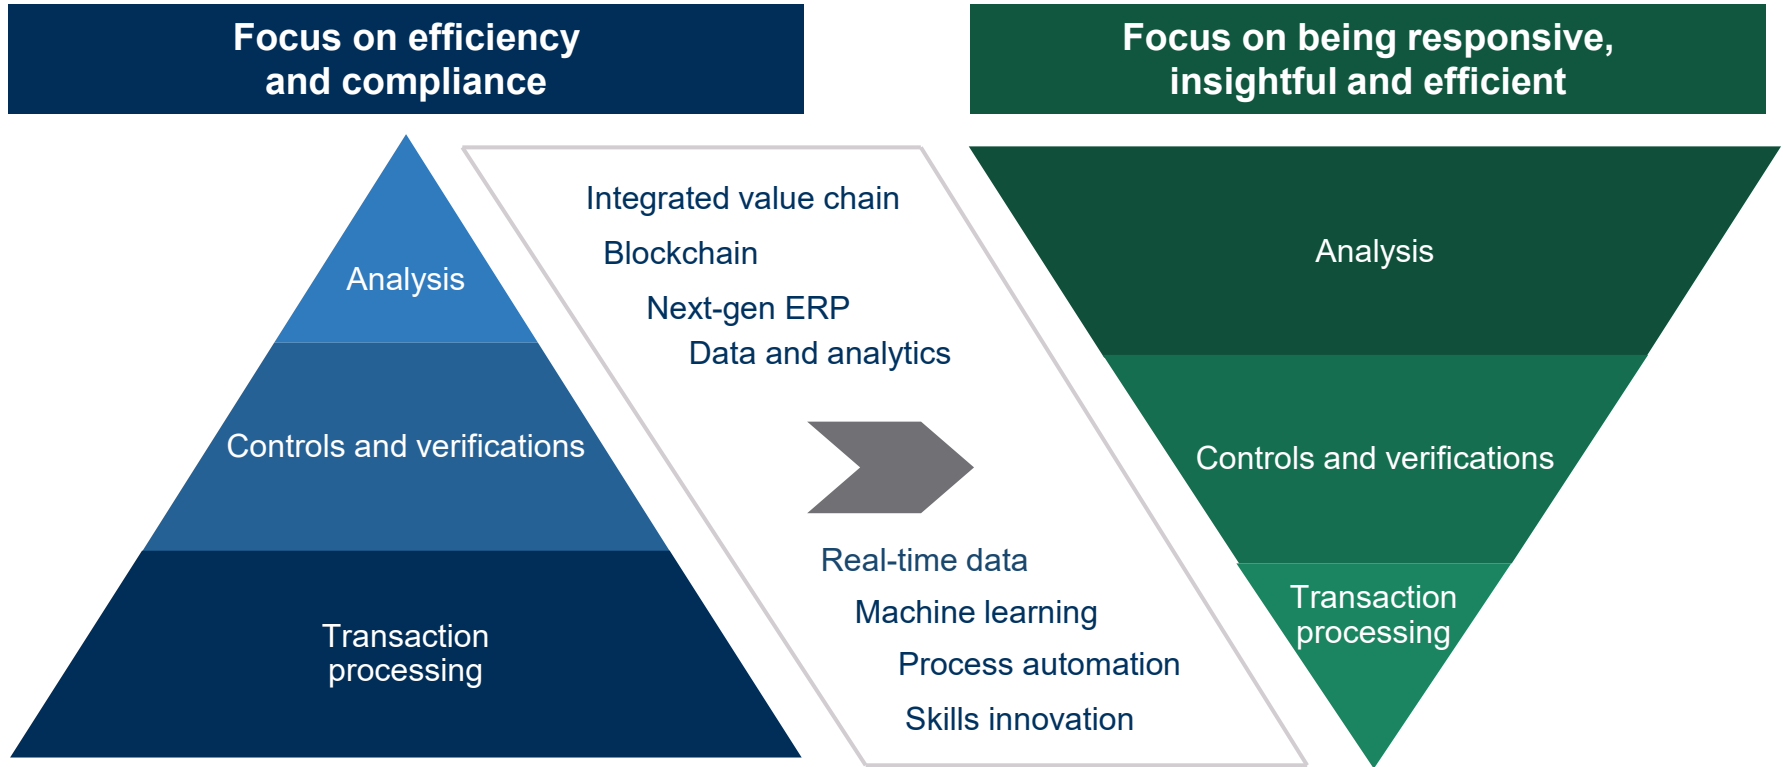 Focus on efficiency
and compliance
Analysis
Controls and verifications
Transaction
processing
Integrated value chain
Blockchain
Next-gen ERP
Data and analytics
Real-time data
Machine learning
Process automation
Skills innovation
Focus on being responsive,
insightful and efficient
Analysis
Controls and verifications
Transaction
processing